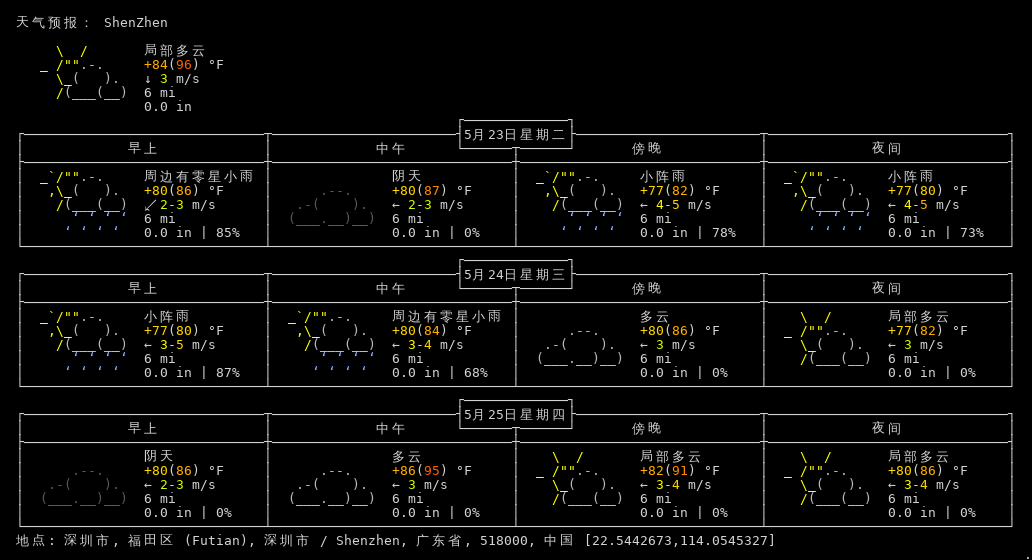 天气预报： ShenZhen
局部多云
+84(96) °F
↓ 3 m/s
6 mi
0.0 in
5月23日星期二
早上 中午 傍晚 夜间
周边有零星小雨 阴天 小阵雨 小阵雨
+80(86) °F +80(87) °F +77(82) °F +77(80) °F
↙ 2-3 m/s ← 2-3 m/s ← 4-5 m/s ← 4-5 m/s
6 mi 6 mi 6 mi 6 mi
0.0 in | 85% 0.0 in | 0% 0.0 in | 78% 0.0 in | 73%
5月24日星期三
早上 中午 傍晚 夜间
小阵雨 周边有零星小雨 多云 局部多云
+77(80) °F +80(84) °F +80(86) °F +77(82) °F
← 3-5 m/s ← 3-4 m/s ← 3 m/s ← 3 m/s
6 mi 6 mi 6 mi 6 mi
0.0 in | 87% 0.0 in | 68% 0.0 in | 0% 0.0 in | 0%
5月25日星期四
早上 中午 傍晚 夜间
阴天 多云 局部多云 局部多云
+80(86) °F +86(95) °F +82(91) °F +80(86) °F
← 2-3 m/s ← 3 m/s ← 3-4 m/s ← 3-4 m/s
6 mi 6 mi 6 mi 6 mi
0.0 in | 0% 0.0 in | 0% 0.0 in | 0% 0.0 in | 0%
地点: 深圳市, 福田区 (Futian), 深圳市 / Shenzhen, 广东省, 518000, 中国 [22.5442673,114.0545327]